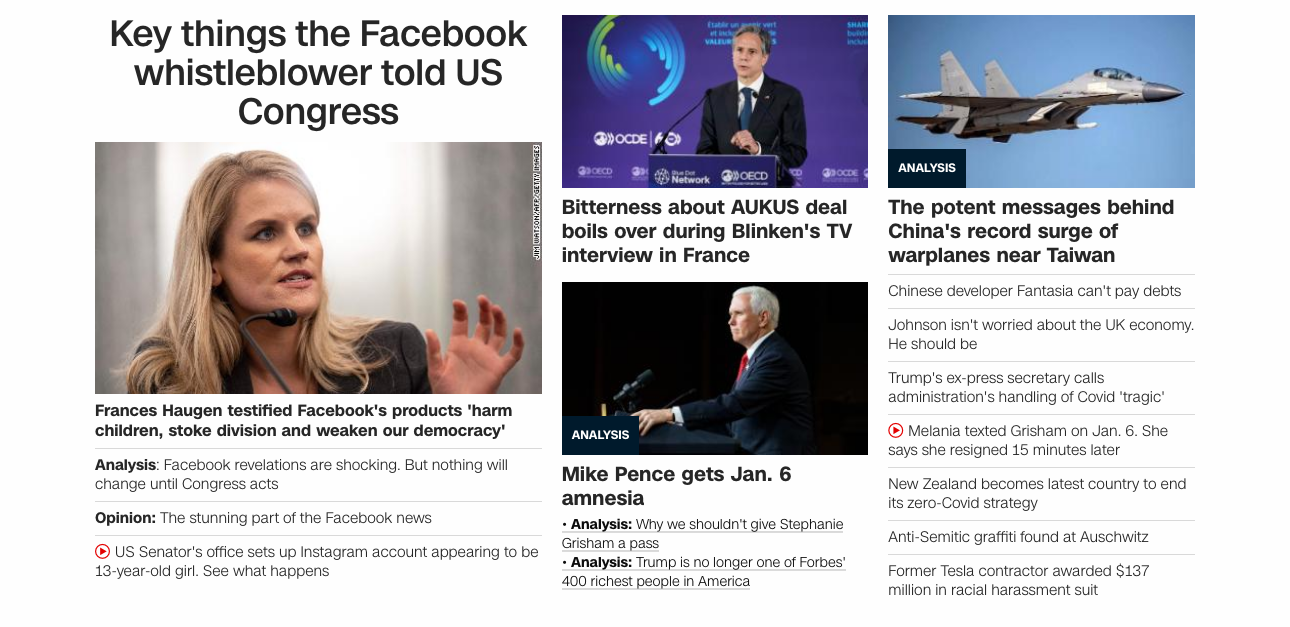 Key things the Facebook
whistleblower told US
Congress
JIM WATSON/AFP/GETTY IMAGES
Frances Haugen testified Facebook's products 'harm
children, stoke division and weaken our democracy'
Analysis: Facebook revelations are shocking. But nothing will
change until Congress acts
Opinion: The stunning part of the Facebook news
US Senator's office sets up Instagram account appearing to be
13-year-old girl. See what happens
OCDE
Blue Dot
Network
OECD
OECD
OCDE
Bitterness about AUKUS deal
boils over during Blinken's TV
interview in France
ANALYSIS
Mike Pence gets Jan. 6
amnesia
• Analysis: Why we shouldn't give Stephanie
Grisham a pass
• Analysis: Trump is no longer one of Forbes'
400 richest people in America
ANALYSIS
The potent messages behind
China's record surge of
warplanes near Taiwan
Chinese developer Fantasia can't pay debts
Johnson isn't worried about the UK economy.
He should be
Trump's ex-press secretary calls
administration's handling of Covid 'tragic'
Melania texted Grisham on Jan. 6. She
says she resigned 15 minutes later
New Zealand becomes latest country to end
its zero-Covid strategy
Anti-Semitic graffiti found at Auschwitz
Former Tesla contractor awarded $137
million in racial harassment suit